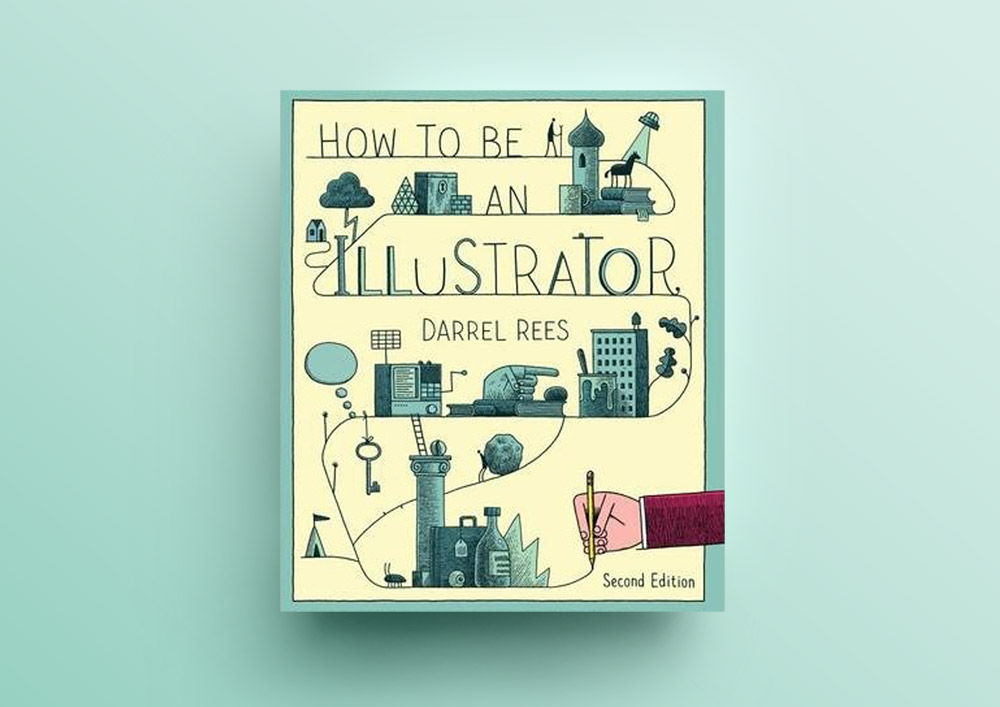 HOW TO BE
AN
ILLUSTRATOR
DARREL REES
Second Edition